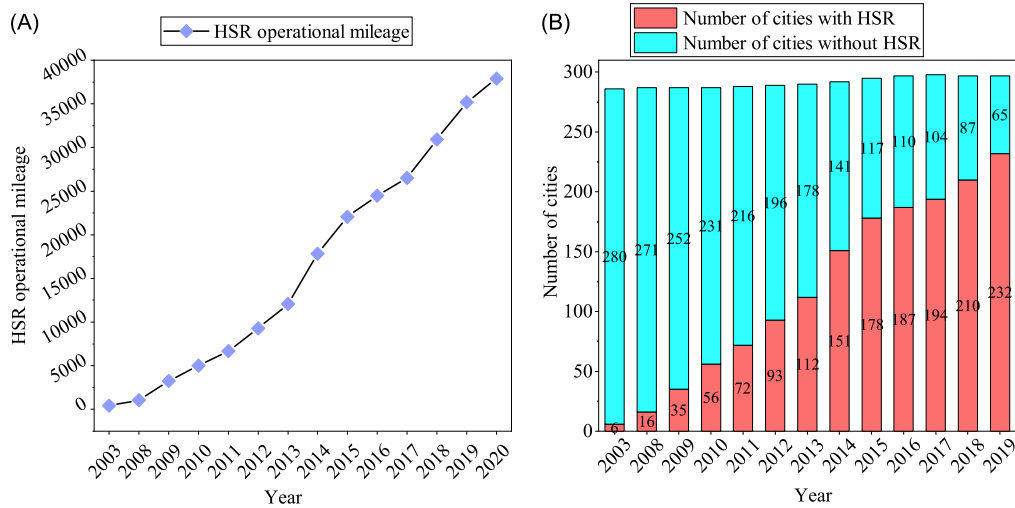 (A)
HSR operational mileage
HSR operational mileage
40000
35000
30000
25000
20000
15000
10000
5000
0
2003 2008 2009 2010 2011 2012 2013 2014 2015 2016 2017 2018 2019 2020
Year
(B)
Number of cities with HSR
Number of cities without HSR
Number of cities
300
250
200
150
100
50
0
280 271 252 231 216 196 178 141 117 110 104 87 65
6 16 35 56 72 93 112 151 178 187 194 210 232
2003 2008 2009 2010 2011 2012 2013 2014 2015 2016 2017 2018 2019
Year